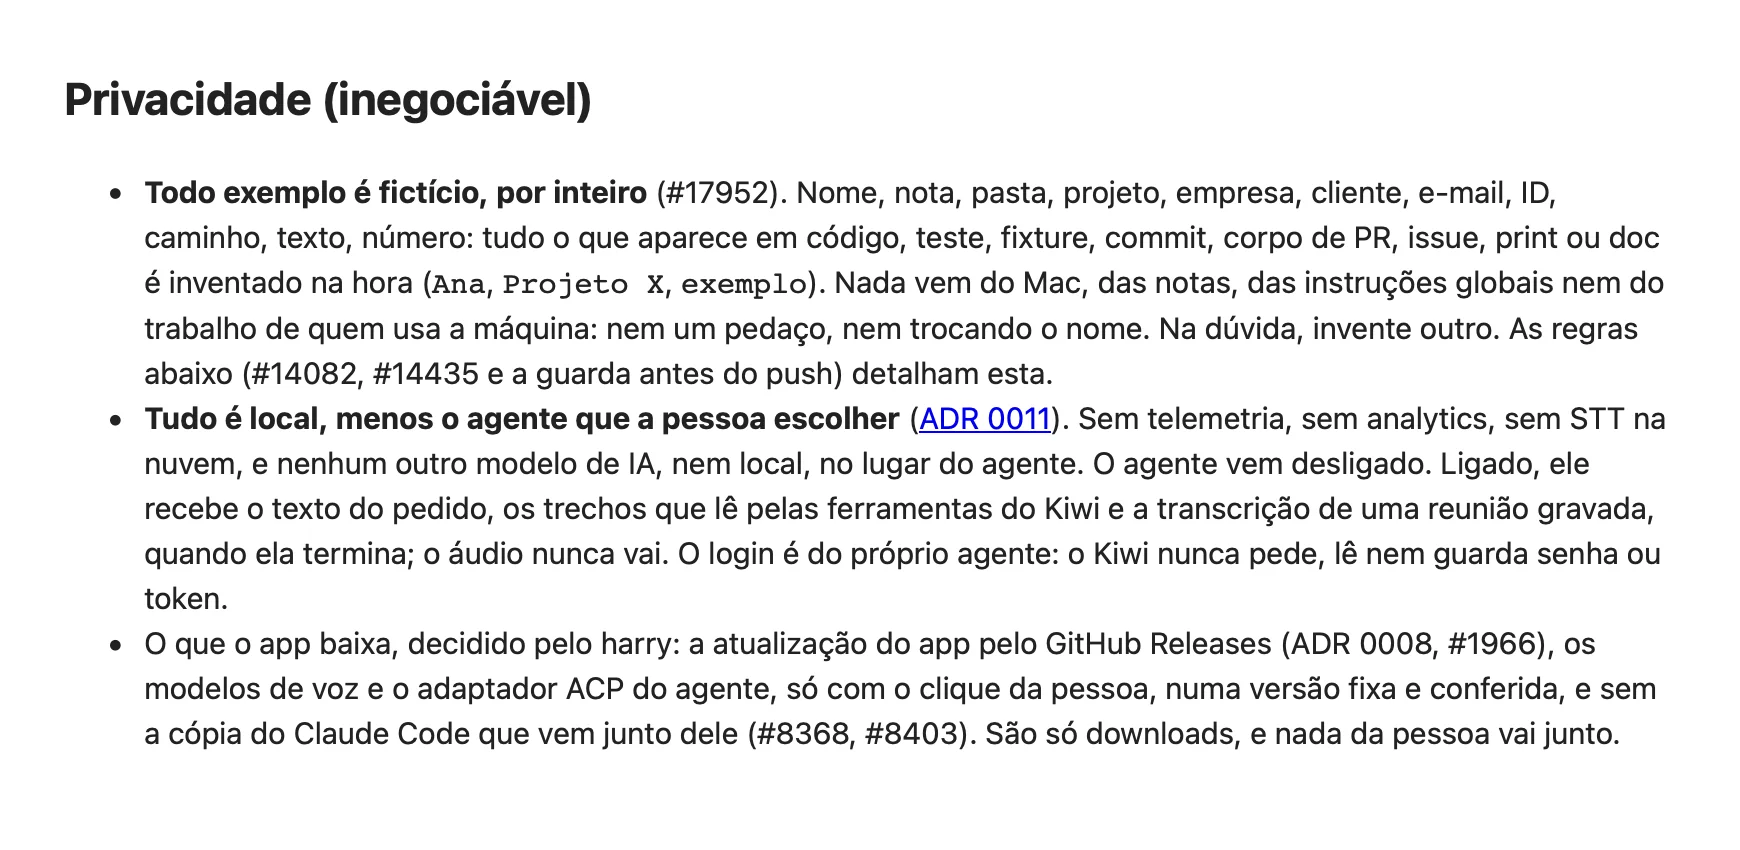 Privacidade (inegociável)
• Todo exemplo é fictício, por inteiro (#17952). Nome, nota, pasta, projeto, empresa, cliente, e-mail, ID,
caminho, texto, número: tudo o que aparece em código, teste, fixture, commit, corpo de PR, issue, print ou doc
é inventado na hora (Ana, Projeto X, exemplo). Nada vem do Mac, das notas, das instruções globais nem do
trabalho de quem usa a máquina: nem um pedaço, nem trocando o nome. Na dúvida, invente outro. As regras
abaixo (#14082, #14435 e a guarda antes do push) detalham esta.
• Tudo é local, menos o agente que a pessoa escolher (ADR 0011). Sem telemetria, sem analytics, sem STT na
nuvem, e nenhum outro modelo de IA, nem local, no lugar do agente. O agente vem desligado. Ligado, ele
recebe o texto do pedido, os trechos que lê pelas ferramentas do Kiwi e a transcrição de uma reunião gravada,
quando ela termina; o áudio nunca vai. O login é do próprio agente: o Kiwi nunca pede, lê nem guarda senha ou
token.
• O que o app baixa, decidido pelo harry: a atualização do app pelo GitHub Releases (ADR 0008, #1966), os
modelos de voz e o adaptador ACP do agente, só com o clique da pessoa, numa versão fixa e conferida, e sem
a cópia do Claude Code que vem junto dele (#8368, #8403). São só downloads, e nada da pessoa vai junto.